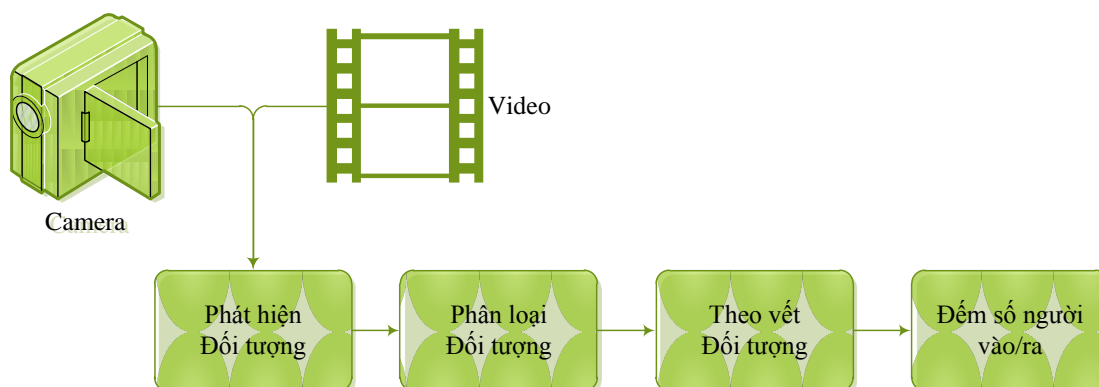 Video
Camera
Phát hiện
Đối tượng
Phân loại
Đối tượng
Theo vết
Đối tượng
Đếm số người
vào/ra